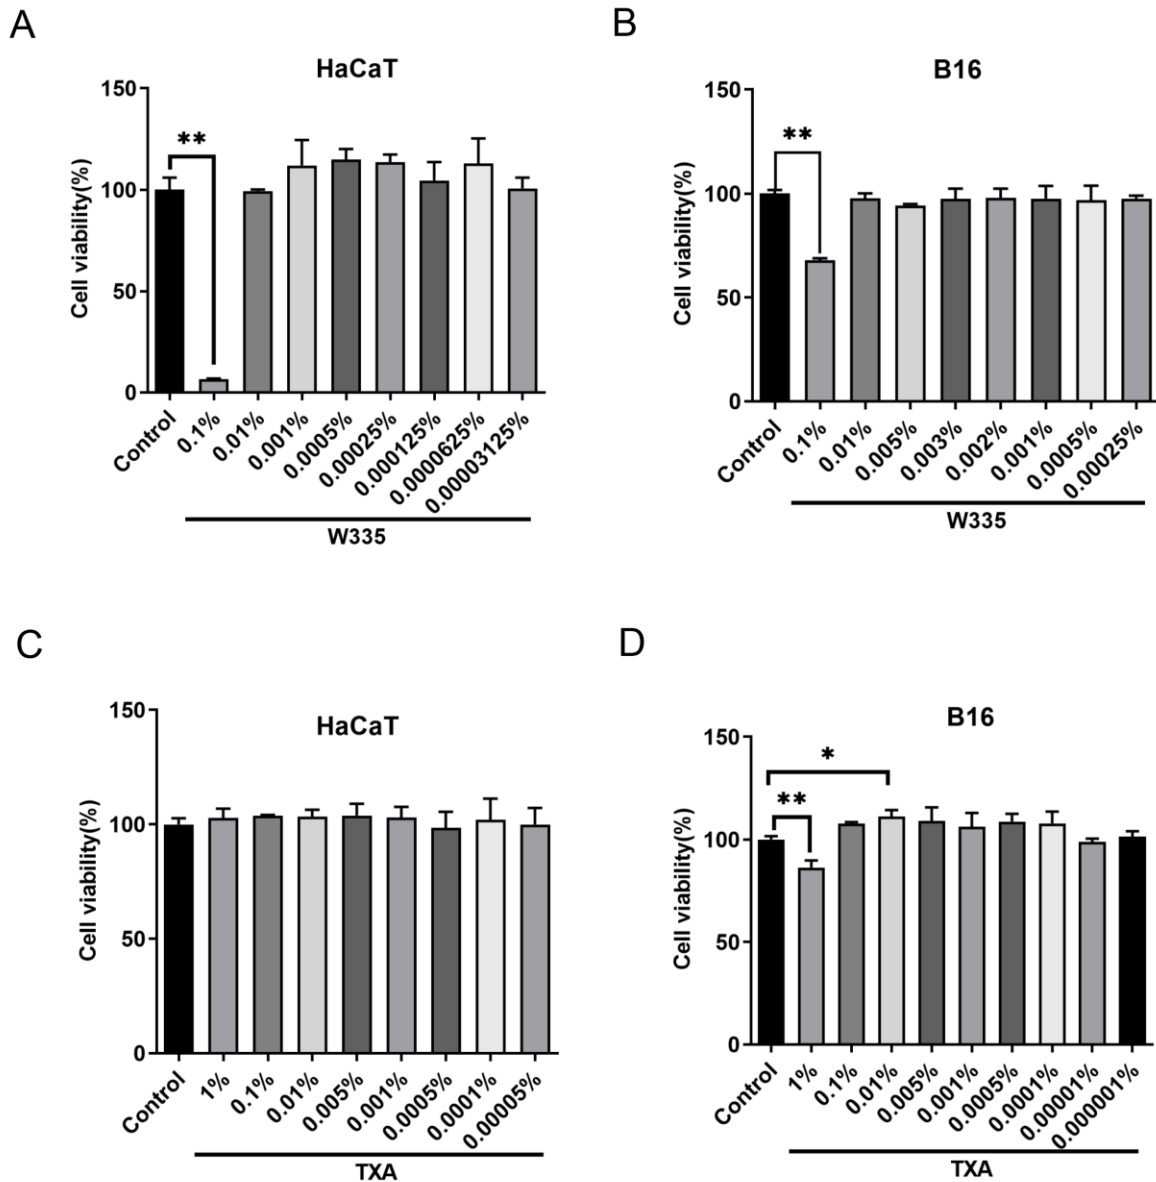 A
HaCaT
Cell viability(%)
150
100
50
0
**
Control
0.1%
0.01%
0.001%
0.0005%
0.00025%
0.000125%
0.0000625%
0.00003125%
W335
B
B16
Cell viability(%)
150
100
50
0
**
Control
0.1%
0.01%
0.005%
0.003%
0.002%
0.001%
0.0005%
0.00025%
W335
C
HaCaT
Cell viability(%)
150
100
50
0
Control
1%
0.1%
0.01%
0.005%
0.001%
0.0005%
0.0001%
0.00005%
TXA
D
B16
Cell viability(%)
150
100
50
0
*
**
Control
1%
0.1%
0.01%
0.005%
0.001%
0.0005%
0.0001%
0.00001%
0.000001%
TXA